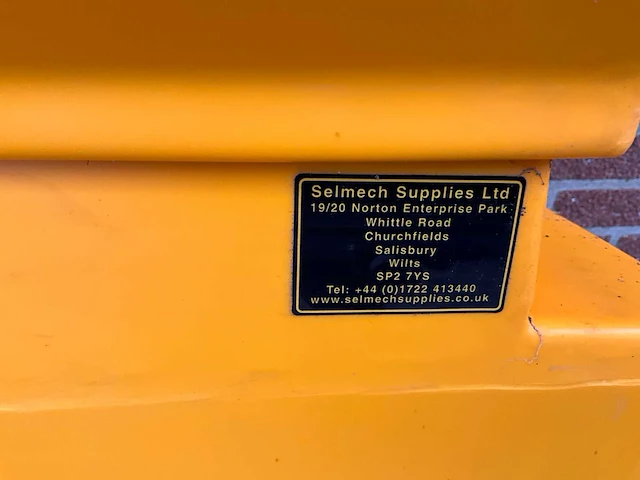 Selmech Supplies Ltd
19/20 Norton Enterprise Park
Whittle Road
Churchfields
Salisbury
Wilts
SP2 7YS
Tel: +44 (0)1722 413440
www.selmechsupplies.co.uk